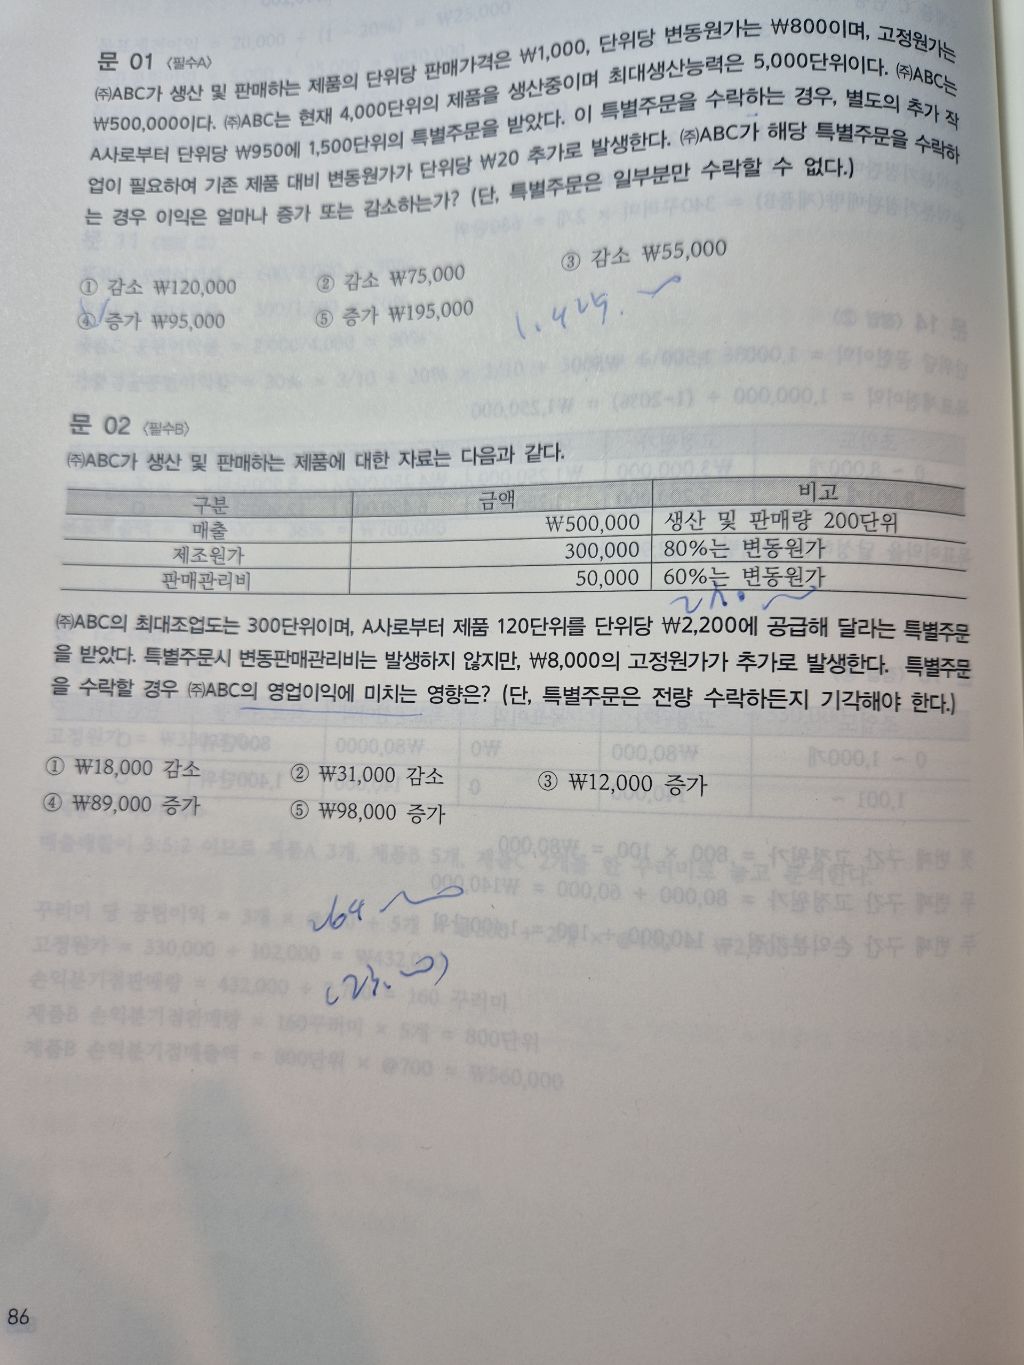 문 01 〈필수A〉
㈜ABC가 생산 및 판매하는 제품의 단위당 판매가격은 ₩1,000, 단위당 변동원가는 ₩800이며, 고정원가는
₩500,000이다. ㈜ABC는 현재 4,000단위의 제품을 생산중이며 최대생산능력은 5,000단위이다. ㈜ABC는
A사로부터 단위당 ₩950에 1,500단위의 특별주문을 받았다. 이 특별주문을 수락하는 경우, 별도의 추가 작
업이 필요하여 기존 제품 대비 변동원가가 단위당 ₩20 추가로 발생한다. ㈜ABC가 해당 특별주문을 수락하
는 경우 이익은 얼마나 증가 또는 감소하는가? (단, 특별주문은 일부분만 수락할 수 없다.)
① 감소 ₩120,000 ② 감소 ₩75,000 ③ 감소 ₩55,000
④ 증가 ₩95,000 ⑤ 증가 ₩195,000
문 02 〈필수B〉
㈜ABC가 생산 및 판매하는 제품에 대한 자료는 다음과 같다.
구분 금액 비고
매출 ₩500,000 생산 및 판매량 200단위
제조원가 300,000 80%는 변동원가
판매관리비 50,000 60%는 변동원가
㈜ABC의 최대조업도는 300단위이며, A사로부터 제품 120단위를 단위당 ₩2,200에 공급해 달라는 특별주문
을 받았다. 특별주문시 변동판매관리비는 발생하지 않지만, ₩8,000의 고정원가가 추가로 발생한다. 특별주문
을 수락할 경우 ㈜ABC의 영업이익에 미치는 영향은? (단, 특별주문은 전량 수락하든지 기각해야 한다.)
① ₩18,000 감소 ② ₩31,000 감소 ③ ₩12,000 증가
④ ₩89,000 증가 ⑤ ₩98,000 증가
264
86